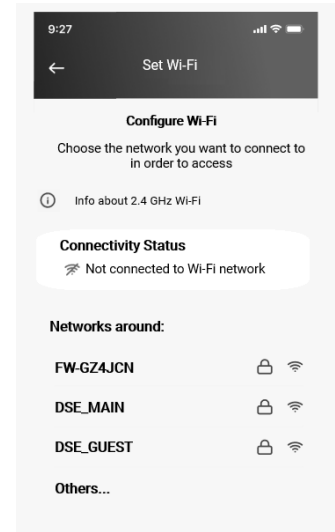 9:27
Set Wi-Fi
Configure Wi-Fi
Choose the network you want to connect to
in order to access
Info about 2.4 GHz Wi-Fi
Connectivity Status
Not connected to Wi-Fi network
Networks around:
FW-GZ4JCN
DSE_MAIN
DSE_GUEST
Others...